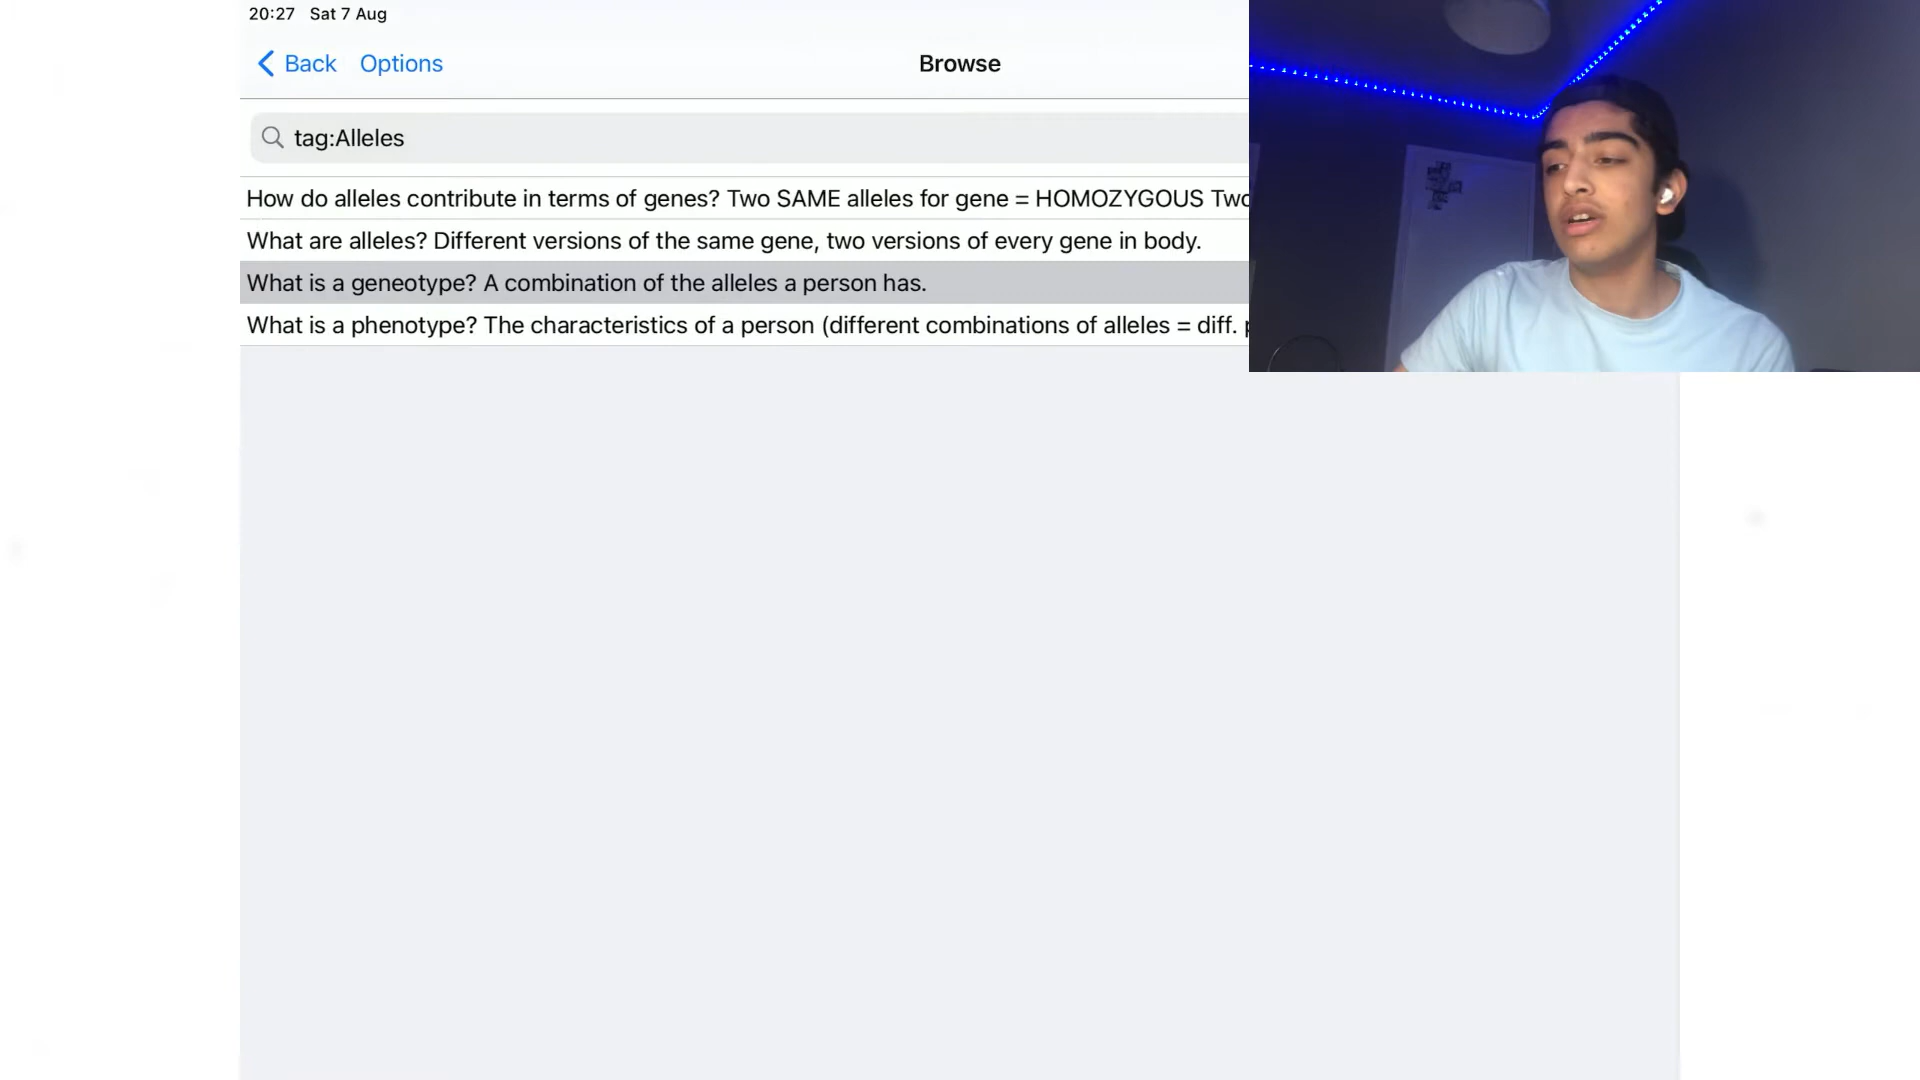 20:27 Sat 7 Aug
Back Options Browse
tag:Alleles
How do alleles contribute in terms of genes? Two SAME alleles for gene = HOMOZYGOUS Two
What are alleles? Different versions of the same gene, two versions of every gene in body.
What is a geneotype? A combination of the alleles a person has.
What is a phenotype? The characteristics of a person (different combinations of alleles = diff.